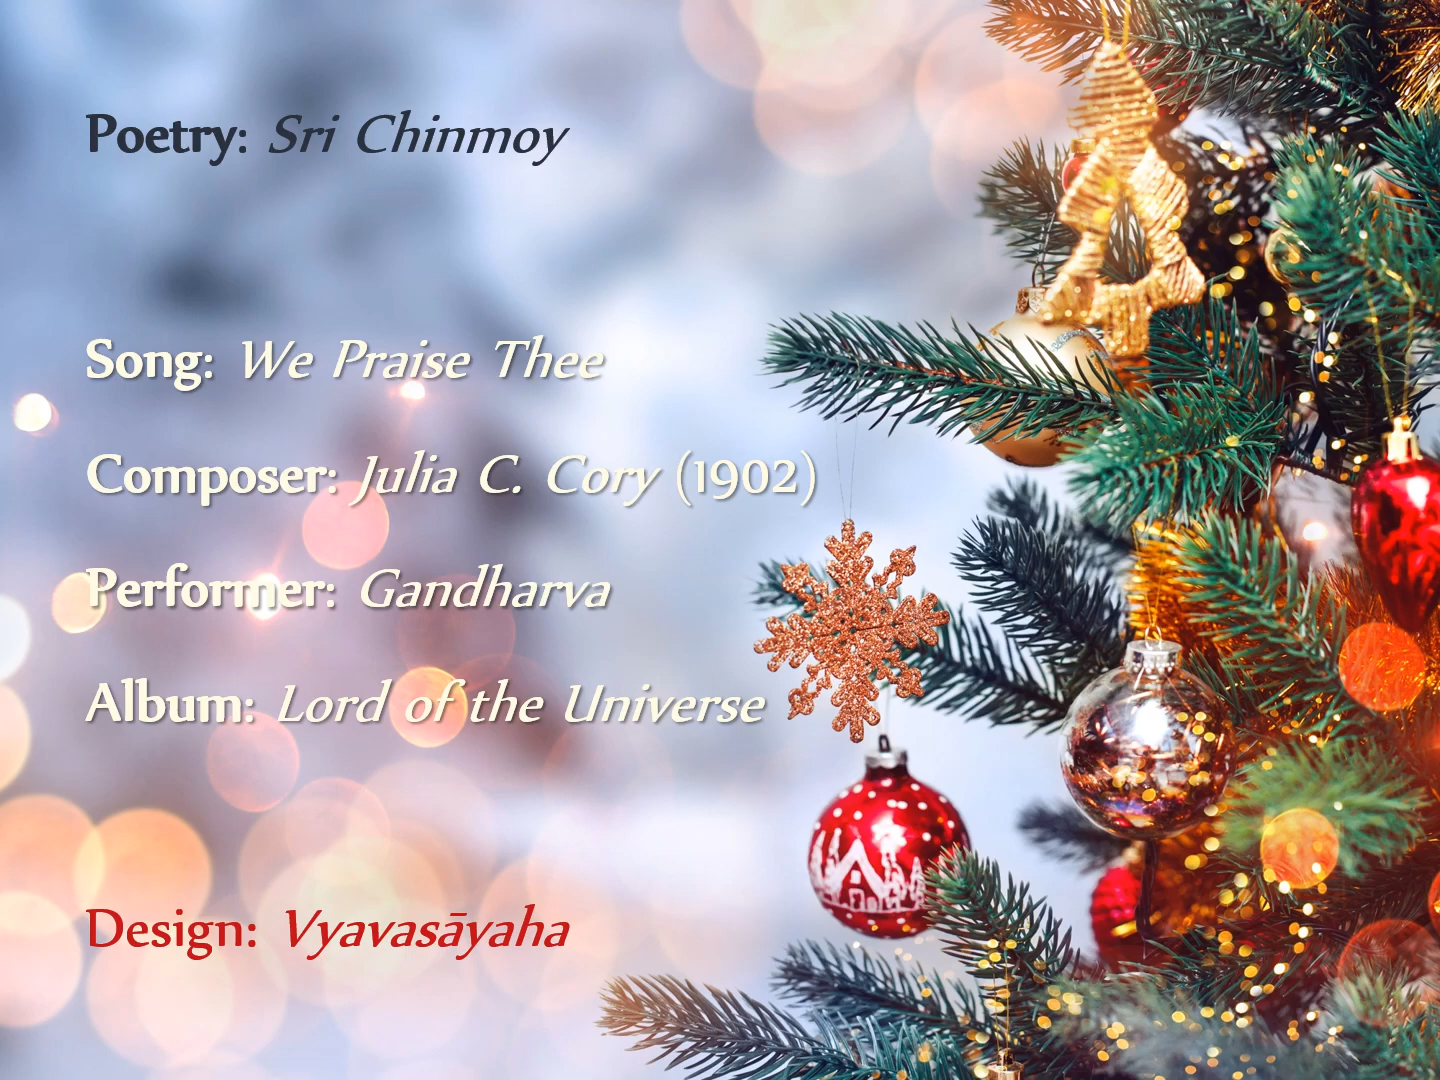 Poetry: Sri Chinmoy
Song: We Praise Thee
Composer: Julia C. Cory (1902)
Performer: Gandharva
Album: Lord of the Universe
Design: Vyavasāyaha